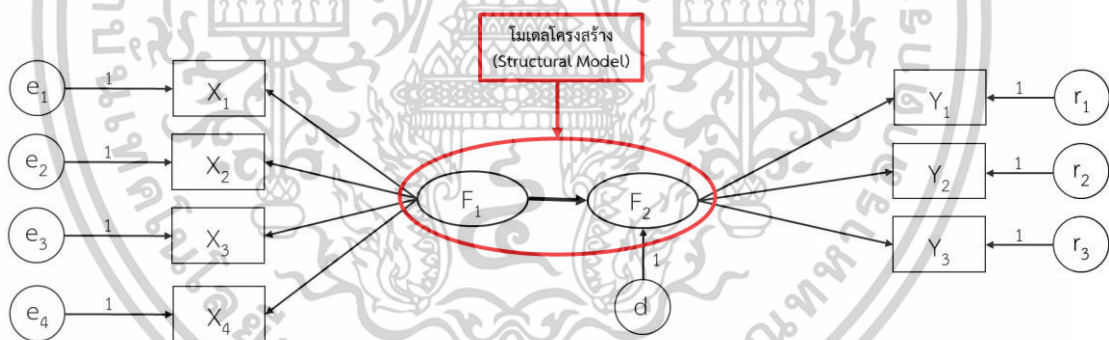 โมเดลโครงสร้าง
(Structural Model)
e1 1 X1
Y1 1 r1
e2 1 X2
Y2 1 r2
F1 F2
e3 1 X3
Y3 1 r3
1
d
e4 1 X4